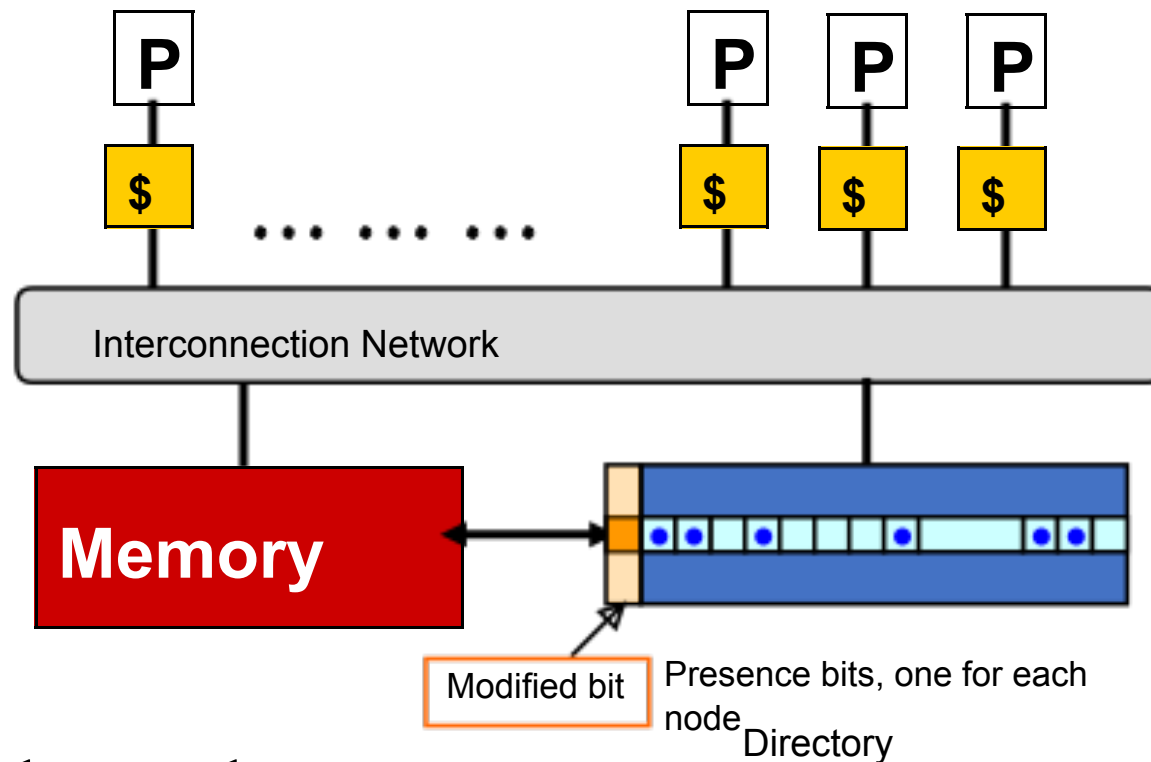 P P P P
$ $ $ $
Interconnection Network
Memory
Modified bit
Presence bits, one for each
node
Directory